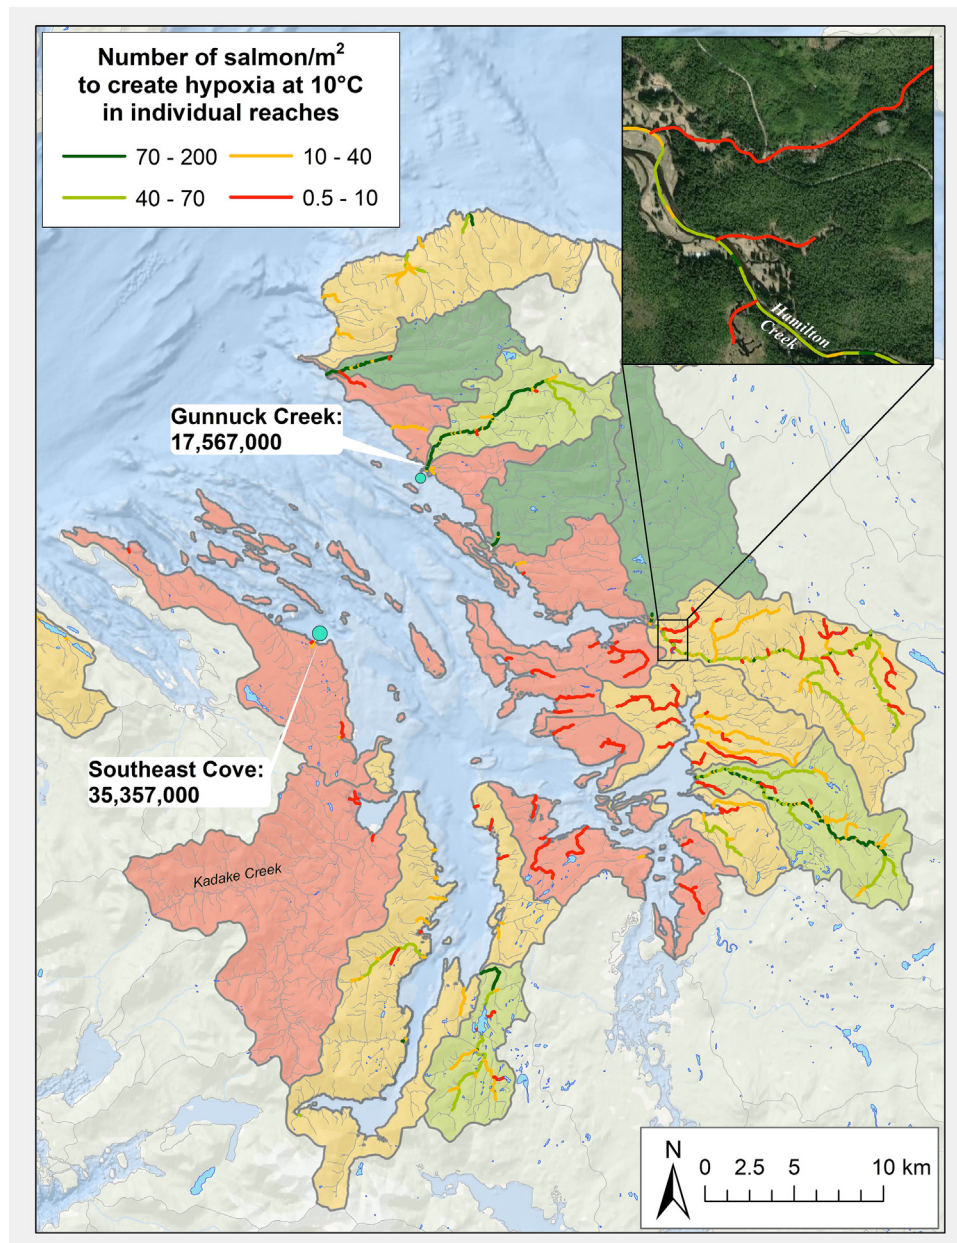 Number of salmon/m2
to create hypoxia at 10°C
in individual reaches
70 - 200
10 - 40
40 - 70
0.5 - 10
Hamilton
Creek
Gunnuck Creek:
17,567,000
Southeast Cove:
35,357,000
Kadake Creek
N
0 2.5 5 10 km